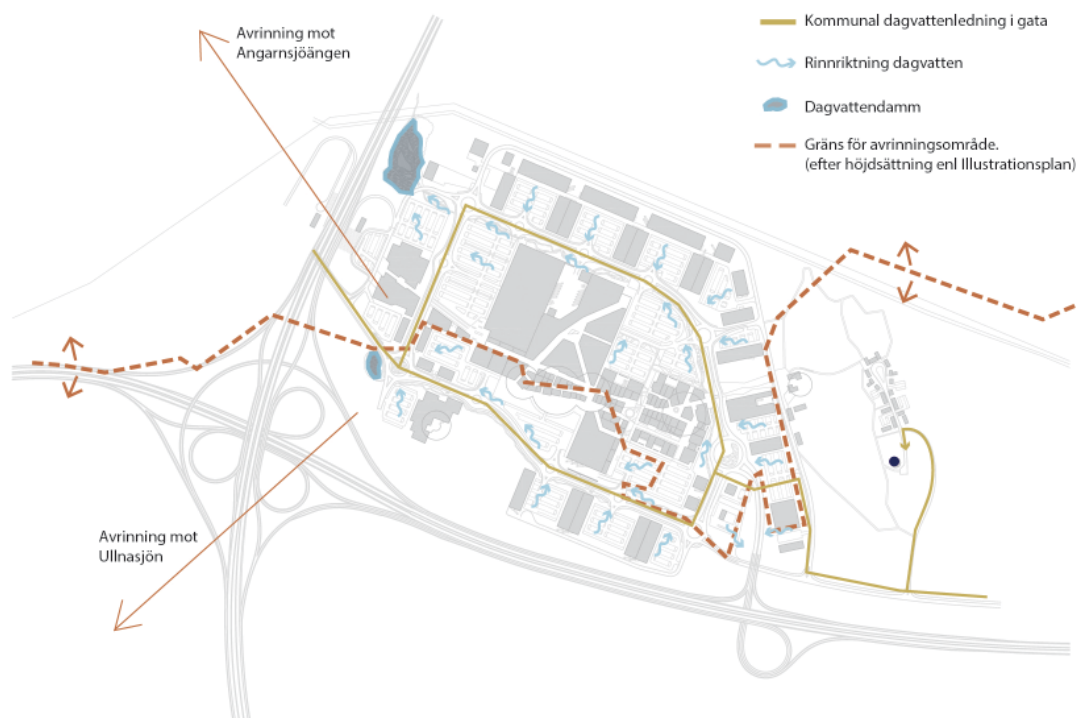 Avrinning mot
Angarnsjöängen
Kommunal dagvattenledning i gata
Rinnriktning dagvatten
Dagvattendamm
Gräns för avrinningsområde.
(efter höjdsättning enl Illustrationsplan)
Avrinning mot
Ullnasjön